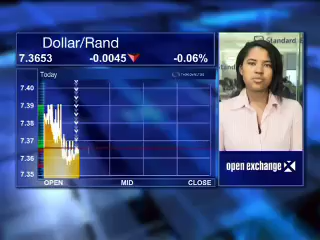 Dollar/Rand
7.3653 -0.0045 -0.06%
Today
7.40
7.39
7.38
7.37
7.36
7.35
OPEN MID CLOSE
Standard
open exchange